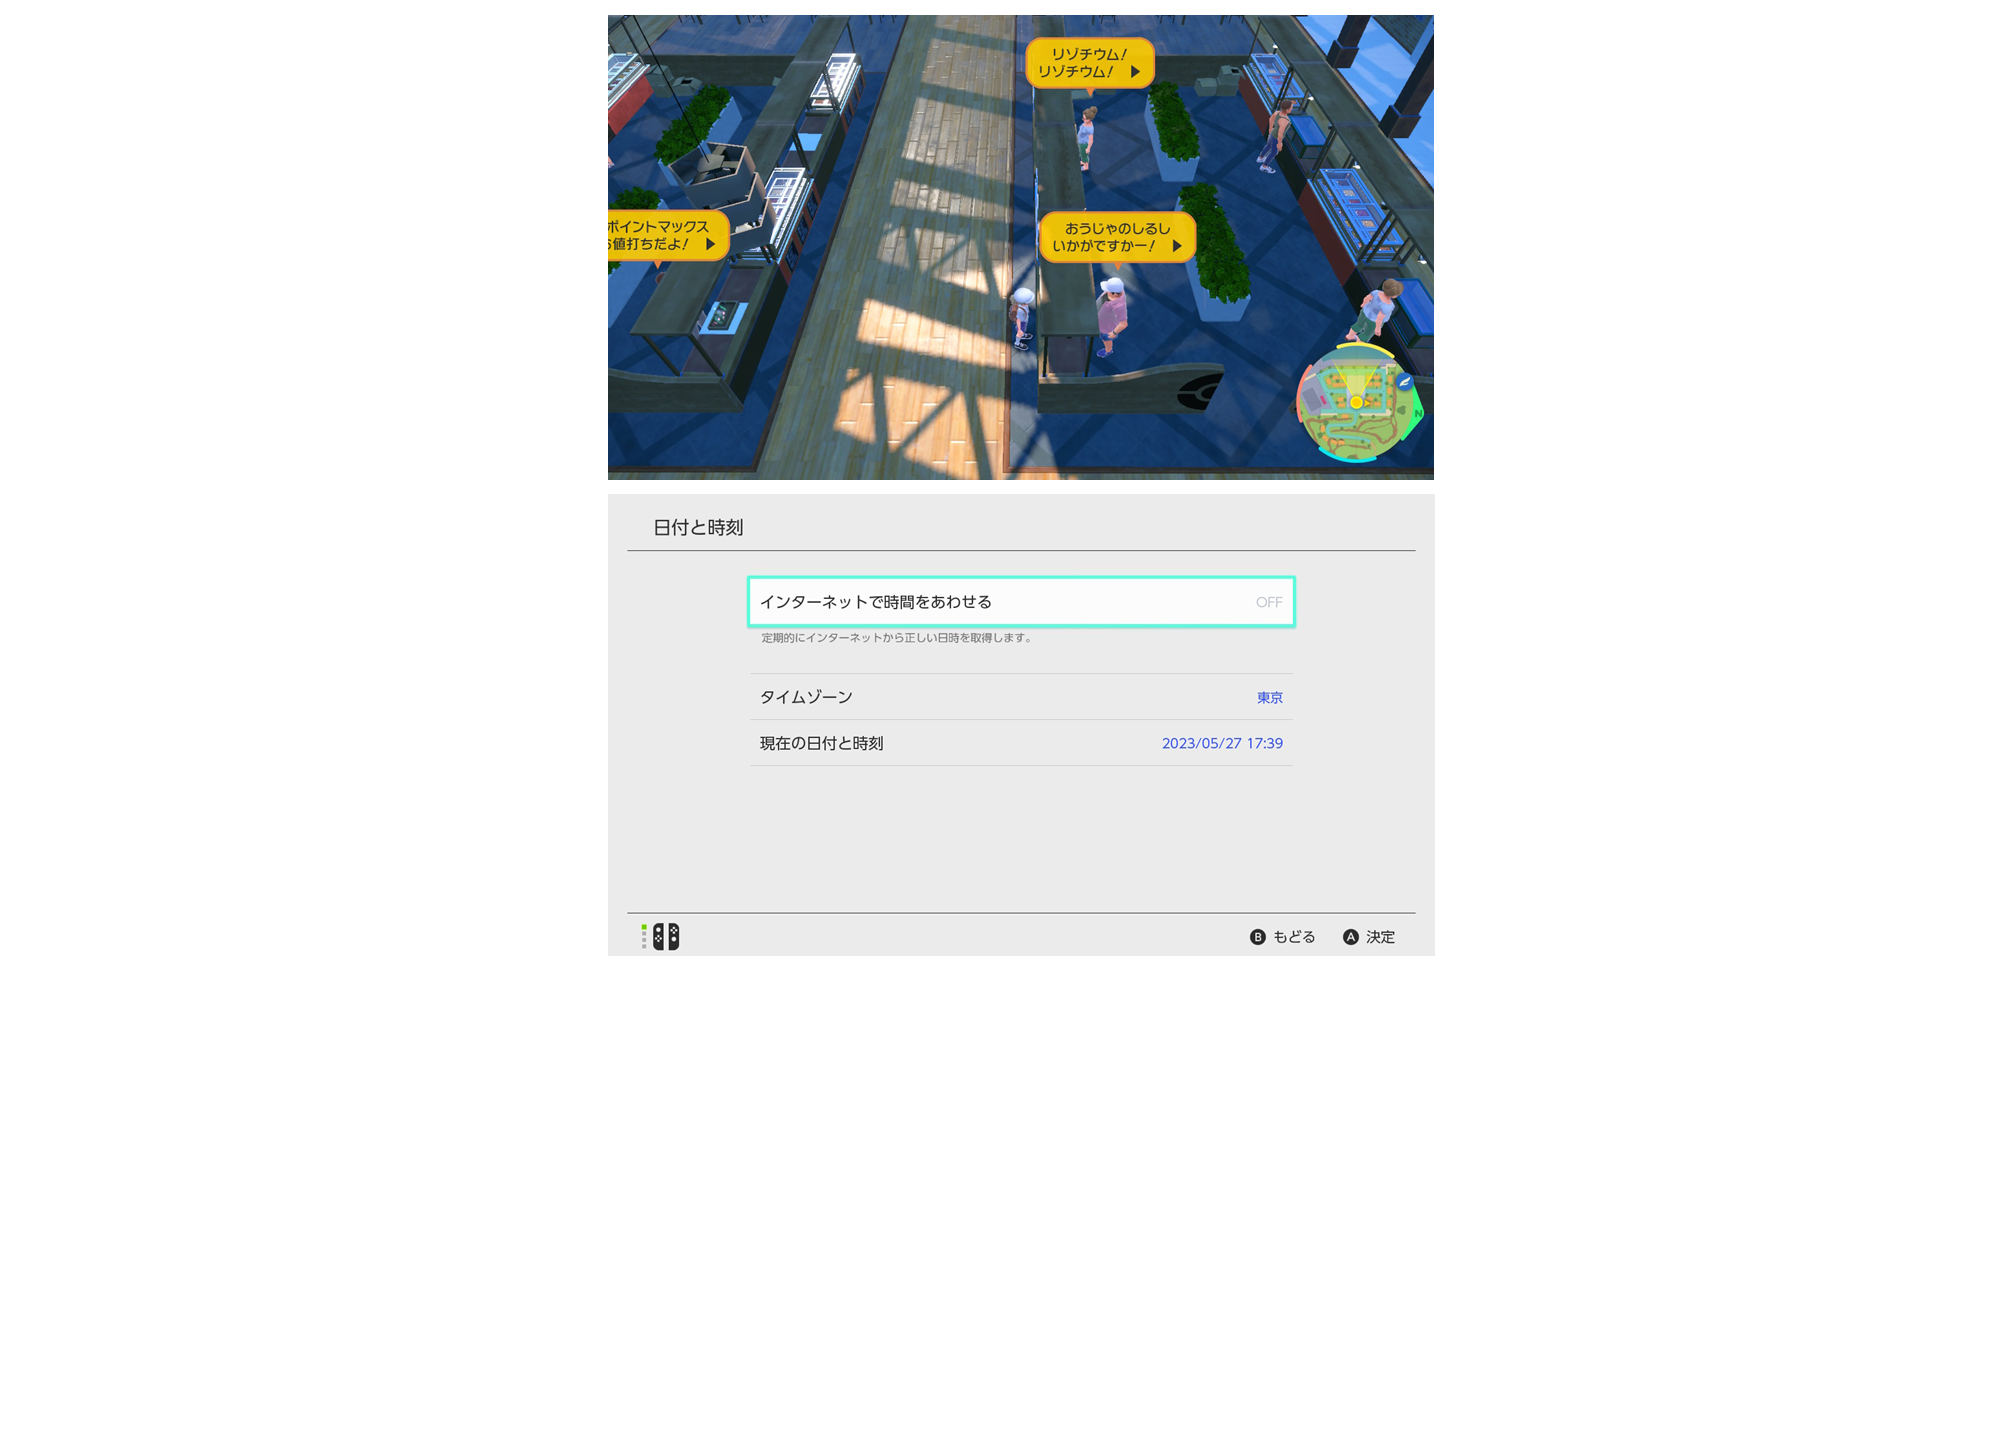 リゾチウム!
リゾチウム!
ポイントマックス
お値打ちだよ!
おうじゃのしるし
いかがですかー!
N
日付と時刻
インターネットで時間をあわせる OFF
定期的にインターネットから正しい日時を取得します。
タイムゾーン 東京
現在の日付と時刻 2023/05/27 17:39
B もどる A 決定